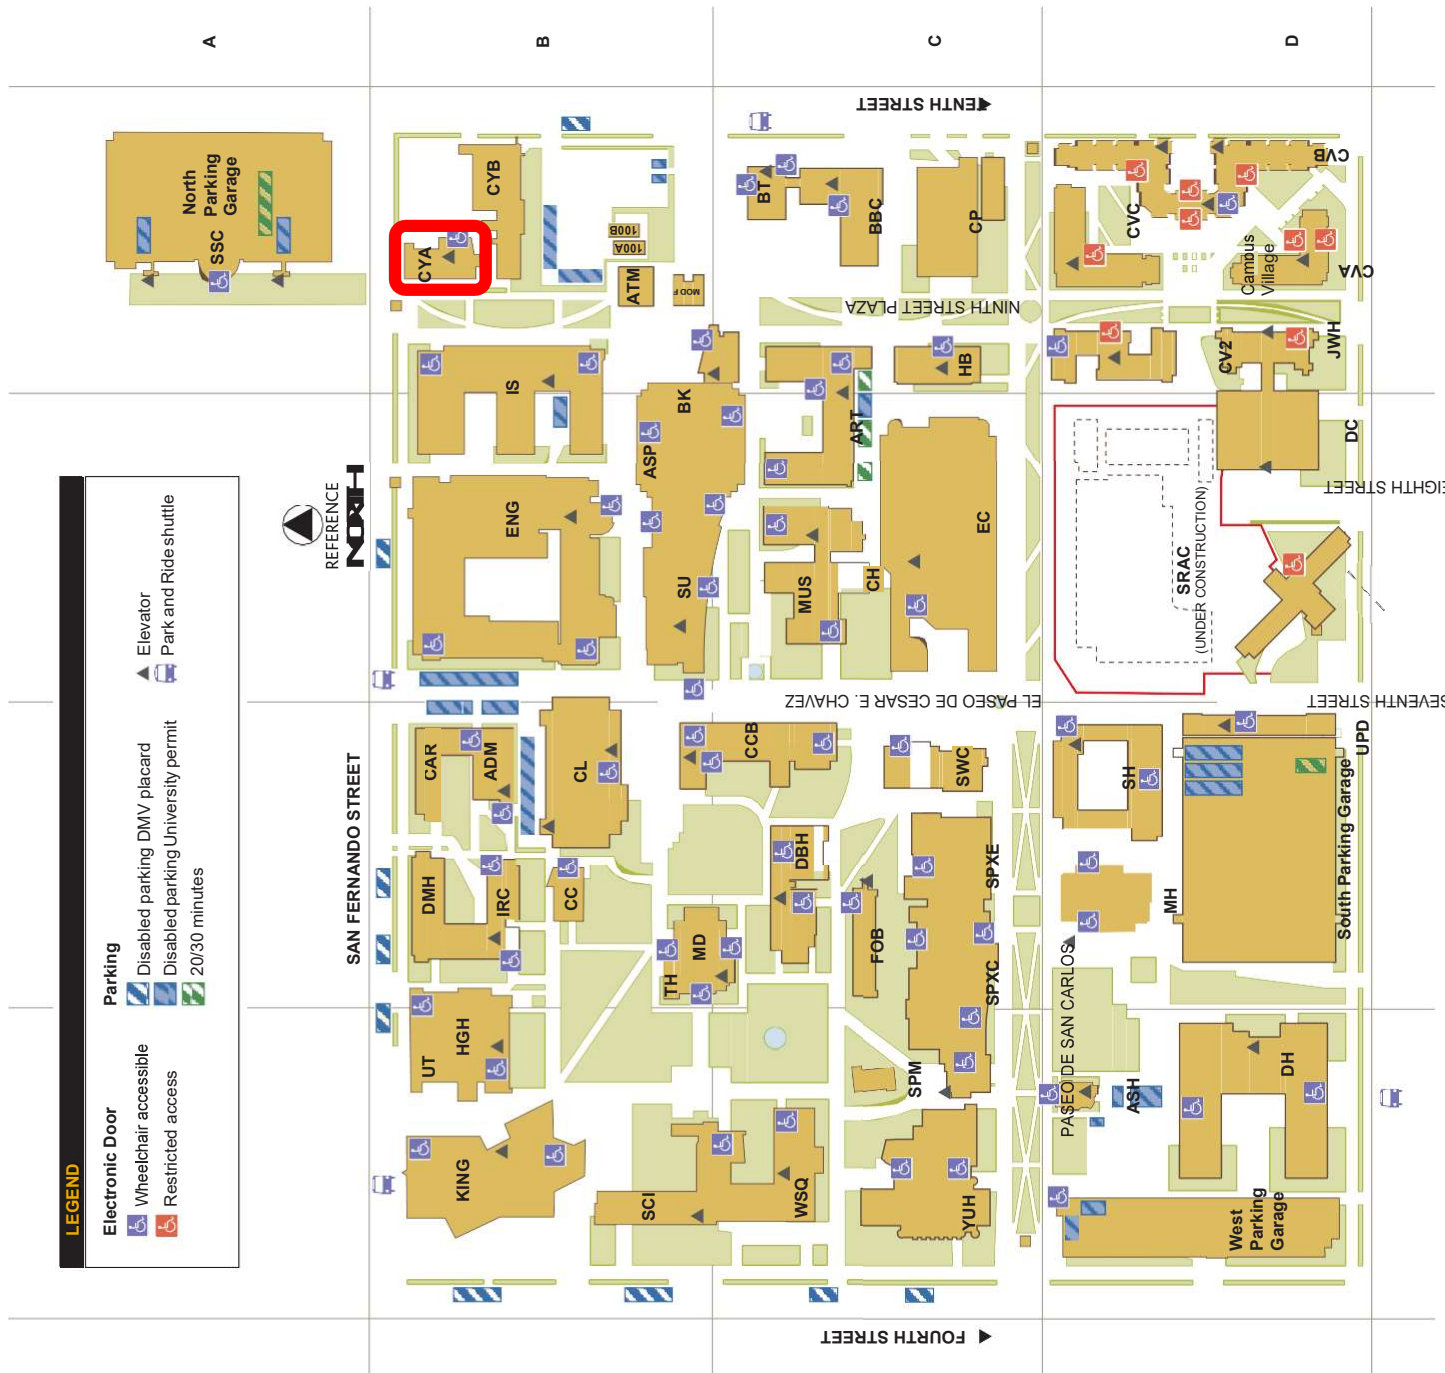 LEGEND
Electronic Door
Wheelchair accessible
Restricted access
Parking
Disabled parking DMV placard
Disabled parking University permit
20/30 minutes
Elevator
Park and Ride shuttle
REFERENCE
NORTH
A
B
C
D
SAN FERNANDO STREET
FOURTH STREET
TENTH STREET
NINTH STREET PLAZA
EIGHTH STREET
SEVENTH STREET
EL PASEO DE CESAR E. CHAVEZ
PASEO DE SAN CARLOS
North
Parking
Garage
SSC
CYA
CYB
100B
100A
ATM
MOD F
BT
BBC
CP
CVB
CVC
CVA
Campus
Village
IS
BK
ASP
ART
HB
CV2
JWH
DC
ENG
SU
MUS
CH
EC
SRAC
(UNDER CONSTRUCTION)
CAR
ADM
CL
CCB
SWC
SH
UPD
DMH
IRC
CC
DBH
SPXE
MH
South Parking Garage
TH
MD
FOB
SPXC
UT
HGH
SPM
ASH
DH
KING
SCI
WSQ
YUH
West
Parking
Garage